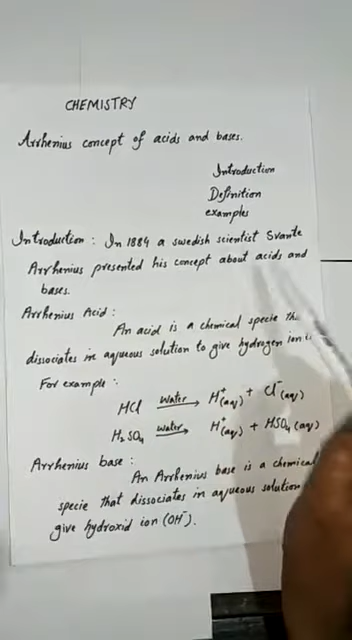 CHEMISTRY
Arrhenius concept of acids and bases.
Introduction
Definition
examples
Introduction : In 1884 a swedish scientist Svante
Arrhenius presented his concept about acids and
bases.
Arrhenius Acid :
An acid is a chemical specie
dissociates in aqueous solution to give hydrogen ion
For example :
HCl water → H⁺(aq) + Cl⁻(aq)
H₂SO₄ water → H⁺(aq) + HSO₄(aq)
Arrhenius base :
An Arrhenius base is a chemical
specie that dissociates in aqueous solution
give hydroxid ion (OH⁻).